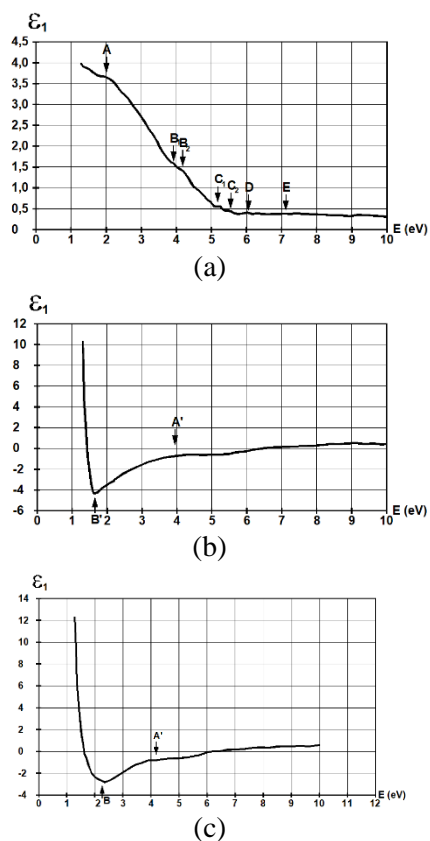 ε₁
4,5
A
4,0
3,5
3,0
2,5
2,0
B₁ B₂
1,5
1,0
C₁ C₂ D E
0,5
0
0 1 2 3 4 5 6 7 8 9 10 E (eV)
(a)
ε₁
12
10
8
6
4
2
A'
0
-2
-4
-6
0 1 B' 2 3 4 5 6 7 8 9 10 E (eV)
(b)
ε₁
14
12
10
8
6
4
2
A'
0
-2
-4
0 1 2 B 3 4 5 6 7 8 9 10 11 12 E (eV)
(c)